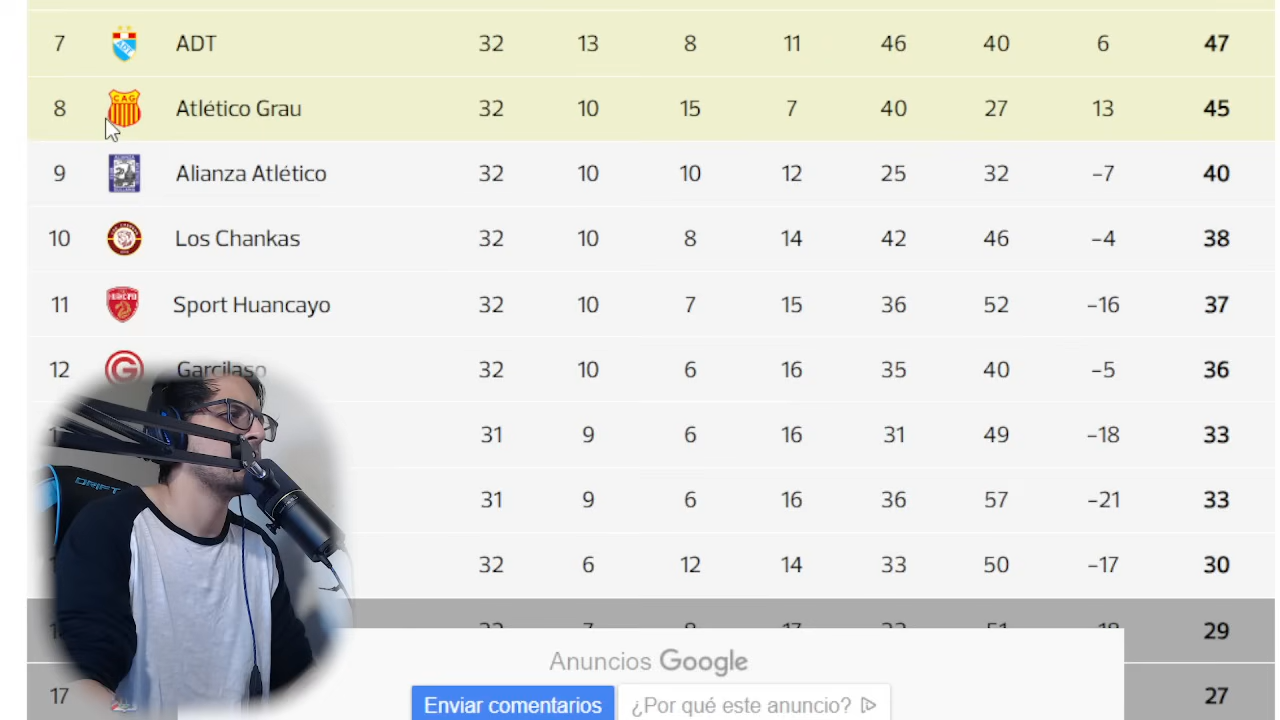 7 ADT 32 13 8 11 46 40 6 47
8 CAG Atlético Grau 32 10 15 7 40 27 13 45
9 Alianza Atlético 32 10 10 12 25 32 -7 40
10 Los Chankas 32 10 8 14 42 46 -4 38
11 Sport Huancayo 32 10 7 15 36 52 -16 37
12 G Garcilaso 32 10 6 16 35 40 -5 36
31 9 6 16 31 49 -18 33
31 9 6 16 36 57 -21 33
32 6 12 14 33 50 -17 30
29
17 27
DRIFT
Anuncios Google
Enviar comentarios
¿Por qué este anuncio?